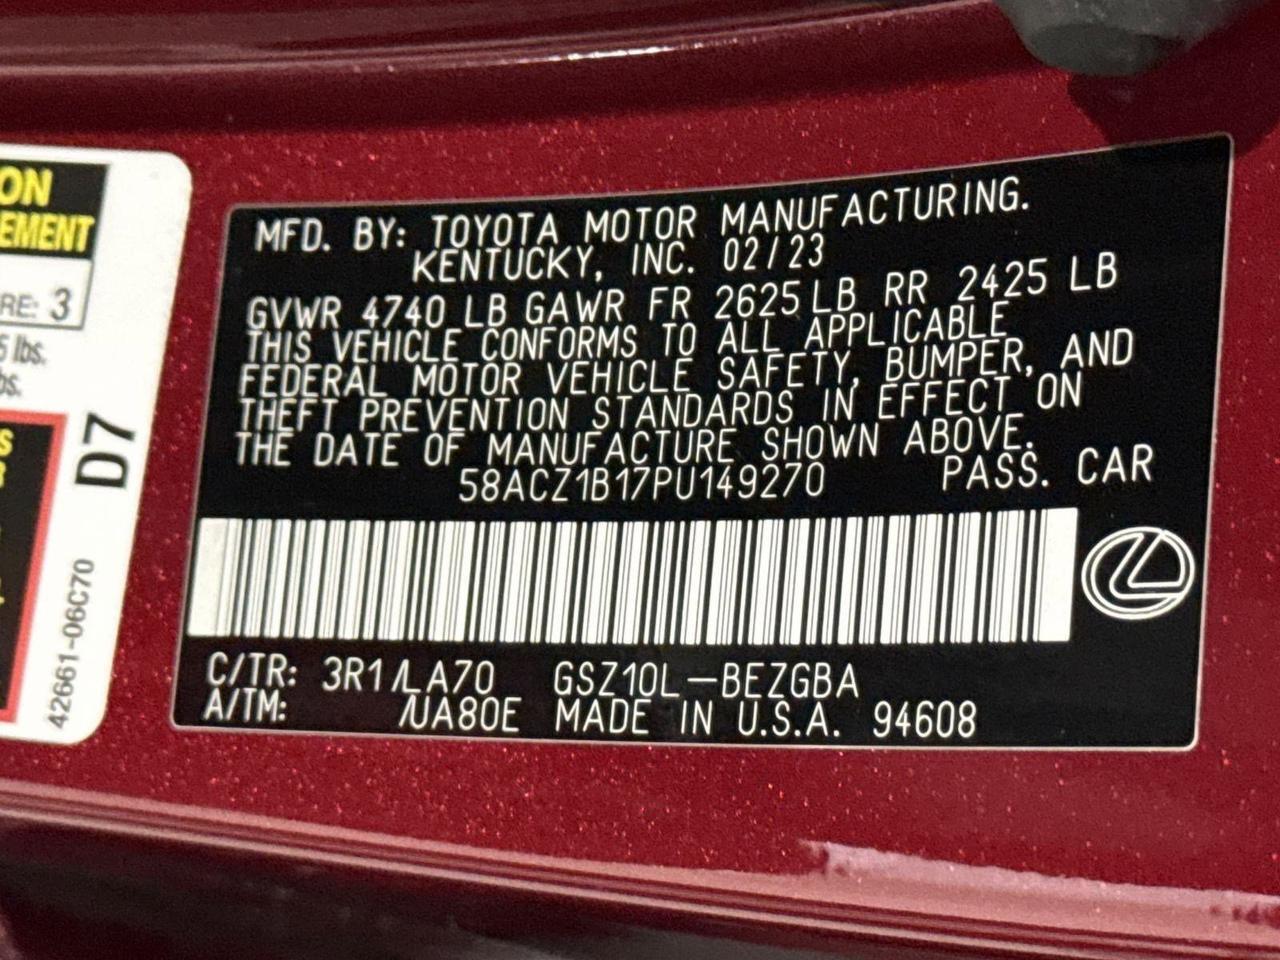 ON
EMENT
RE: 3
5 lbs.
bs.
S
D7
42661-06C70
MFD. BY: TOYOTA MOTOR MANUFACTURING.
KENTUCKY, INC. 02/23
GVWR 4740 LB GAWR FR 2625 LB RR 2425 LB
THIS VEHICLE CONFORMS TO ALL APPLICABLE
FEDERAL MOTOR VEHICLE SAFETY, BUMPER, AND
THEFT PREVENTION STANDARDS IN EFFECT ON
THE DATE OF MANUFACTURE SHOWN ABOVE.
58ACZ1B17PU149270 PASS. CAR
C/TR: 3R1/LA70 GSZ10L-BEZGBA
A/TM: /UA80E MADE IN U.S.A. 94608